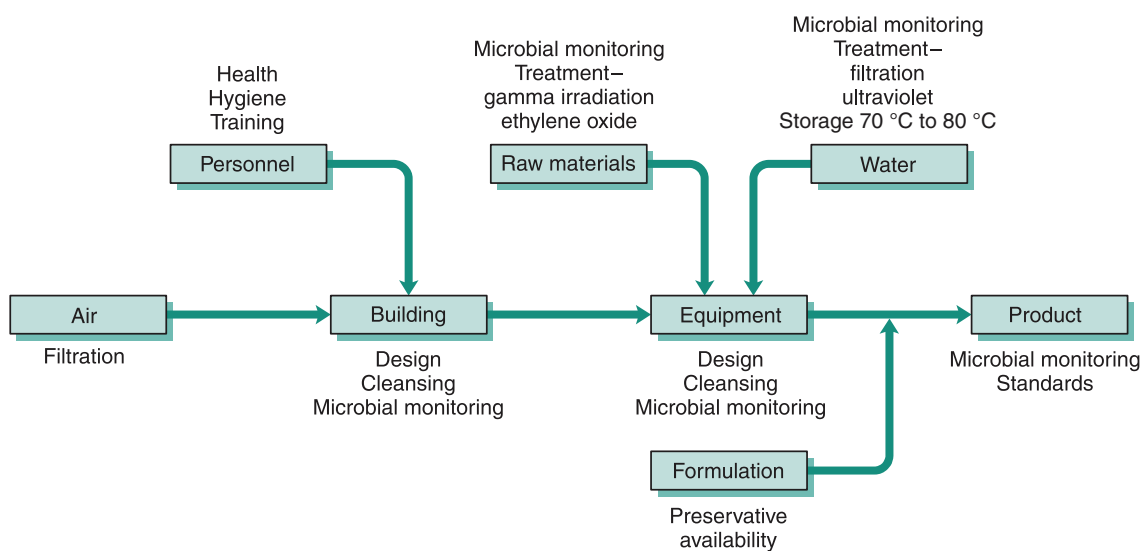 Health
Hygiene
Training
Personnel
Microbial monitoring
Treatment–
gamma irradiation
ethylene oxide
Raw materials
Microbial monitoring
Treatment–
filtration
ultraviolet
Storage 70 °C to 80 °C
Water
Air
Filtration
Building
Design
Cleansing
Microbial monitoring
Equipment
Design
Cleansing
Microbial monitoring
Product
Microbial monitoring
Standards
Formulation
Preservative
availability